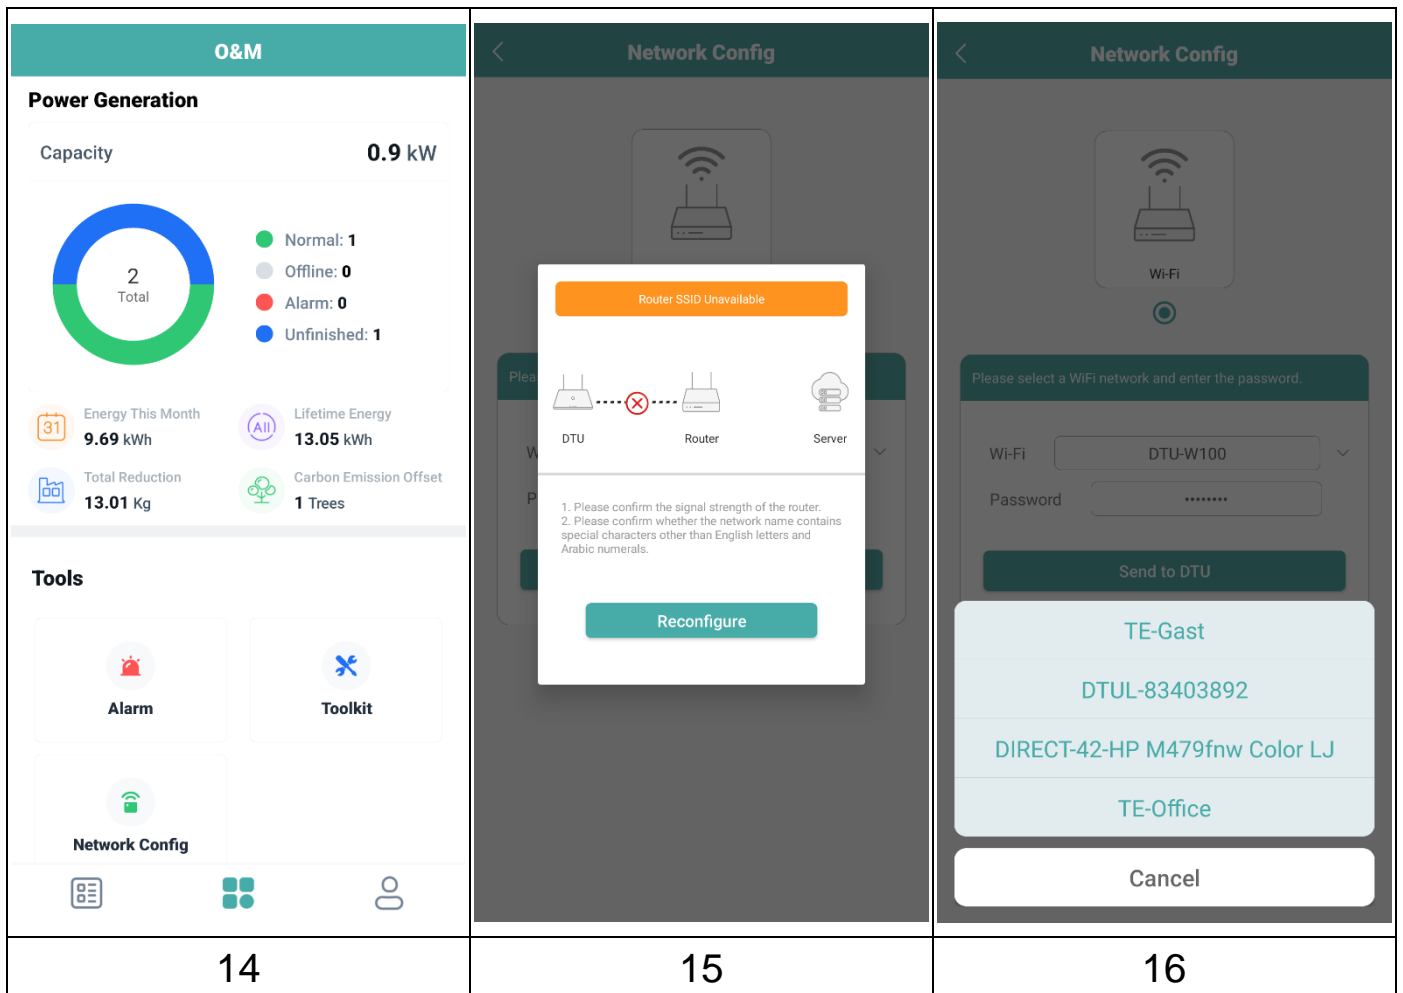 O&M
Power Generation
Capacity
0.9 kW
2
Total
Normal: 1
Offline: 0
Alarm: 0
Unfinished: 1
31
Energy This Month
9.69 kWh
All
Lifetime Energy
13.05 kWh
Total Reduction
13.01 Kg
Carbon Emission Offset
1 Trees
Tools
Alarm
Toolkit
Network Config
14
Network Config
Plea
W
P
Router SSID Unavailable
DTU
Router
Server
1. Please confirm the signal strength of the router.
2. Please confirm whether the network name contains
special characters other than English letters and
Arabic numerals.
Reconfigure
15
Network Config
Wi-Fi
Please select a WiFi network and enter the password.
Wi-Fi
DTU-W100
Password
••••••••
Send to DTU
TE-Gast
DTUL-83403892
DIRECT-42-HP M479fnw Color LJ
TE-Office
Cancel
16